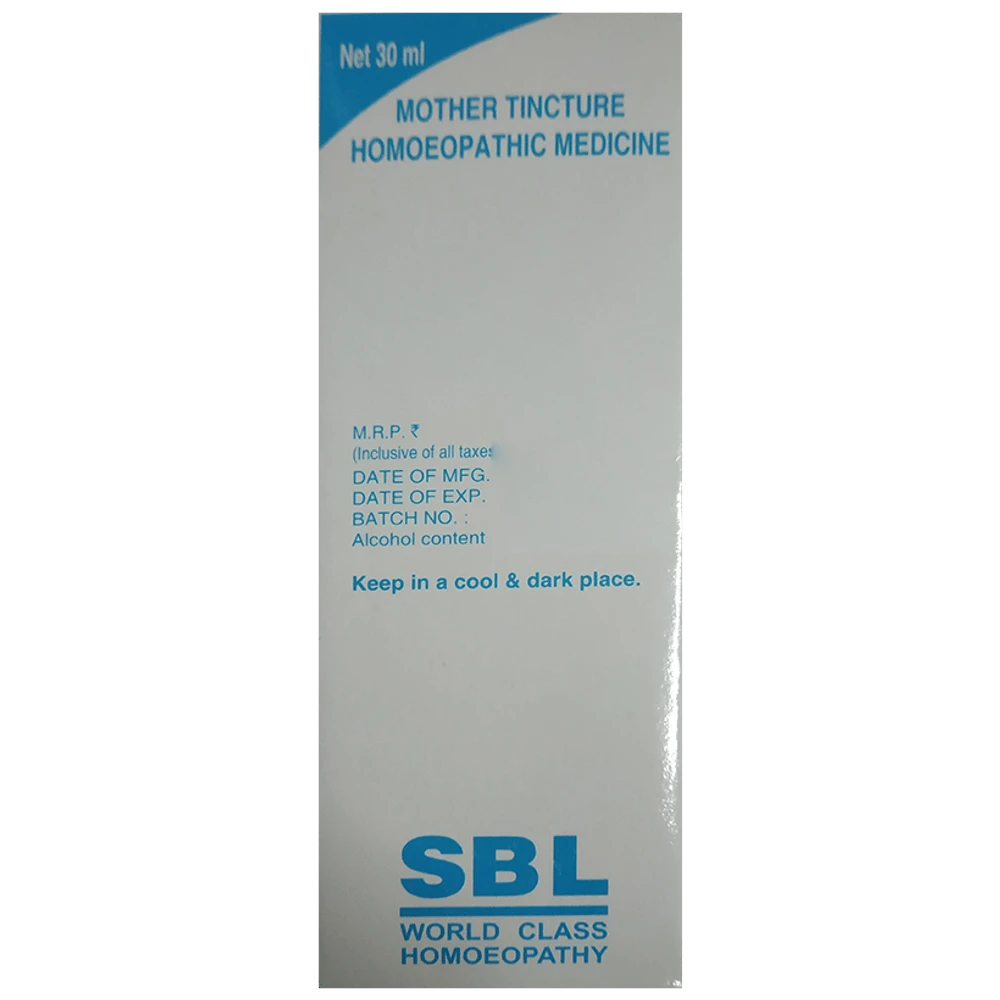 Net 30 ml
MOTHER TINCTURE
HOMOEOPATHIC MEDICINE
M.R.P. ₹
(Inclusive of all taxes
DATE OF MFG.
DATE OF EXP.
BATCH NO. :
Alcohol content
Keep in a cool & dark place.
SBL
WORLD CLASS
HOMOEOPATHY